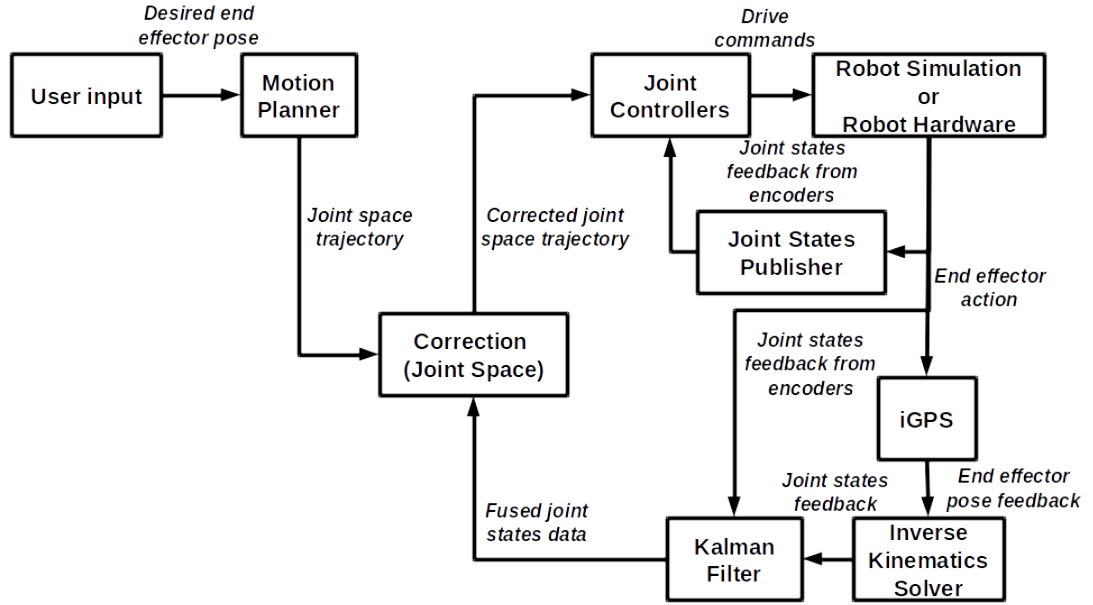 Desired end
effector pose
User input
Motion
Planner
Drive
commands
Joint
Controllers
Robot Simulation
or
Robot Hardware
Joint states
feedback from
encoders
Joint space
trajectory
Corrected joint
space trajectory
Joint States
Publisher
End effector
action
Correction
(Joint Space)
Joint states
feedback from
encoders
iGPS
Joint states
feedback
End effector
pose feedback
Fused joint
states data
Kalman
Filter
Inverse
Kinematics
Solver